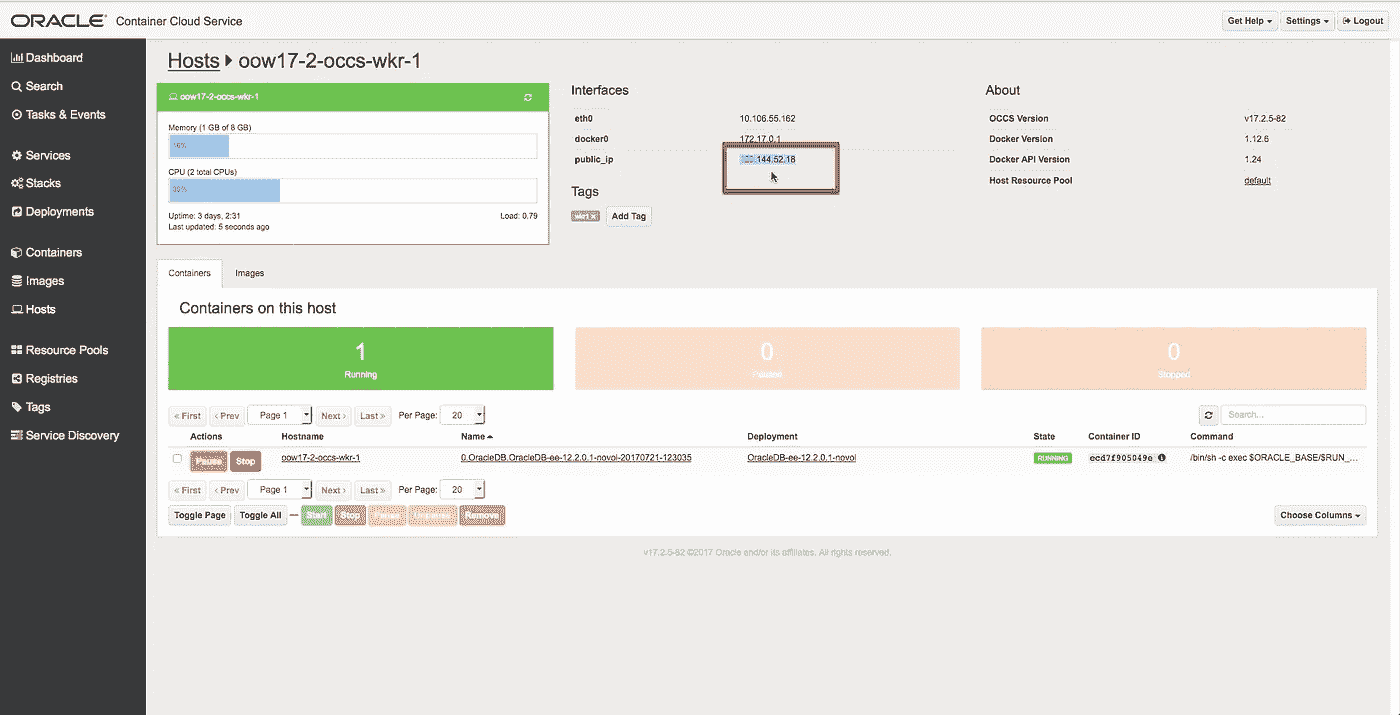 ORACLE Container Cloud Service
Get Help Settings Logout
Dashboard
Search
Tasks & Events
Services
Stacks
Deployments
Containers
Images
Hosts
Resource Pools
Registries
Tags
Service Discovery
Hosts oow17-2-occs-wkr-1
oow17-2-occs-wkr-1
Memory (1 GB of 8 GB)
16%
CPU (2 total CPUs)
Uptime: 3 days, 2:31 Load: 0.79
Last updated: 5 seconds ago
Interfaces
eth0 10.106.55.162
docker0 172.17.0.1
public_ip .144.52.18
Tags
Add Tag
About
OCCS Version v17.2.5-82
Docker Version 1.12.6
Docker API Version 1.24
Host Resource Pool default
Containers Images
Containers on this host
1 0 0
Running Paused Stopped
« First ‹ Prev Page 1 Next › Last » Per Page: 20 Search...
Actions Hostname Name Deployment State Container ID Command
Pause Stop oow17-2-occs-wkr-1 0.OracleDB.OracleDB-ee-12.2.0.1-novol-20170721-123035 OracleDB-ee-12.2.0.1-novol RUNNING ecd7f905049e /bin/sh -c exec $ORACLE_BASE/$RUN_...
« First ‹ Prev Page 1 Next › Last » Per Page: 20
Toggle Page Toggle All — Start Stop Remove Choose Columns
v17.2.5-82 ©2017 Oracle and/or its affiliates. All rights reserved.